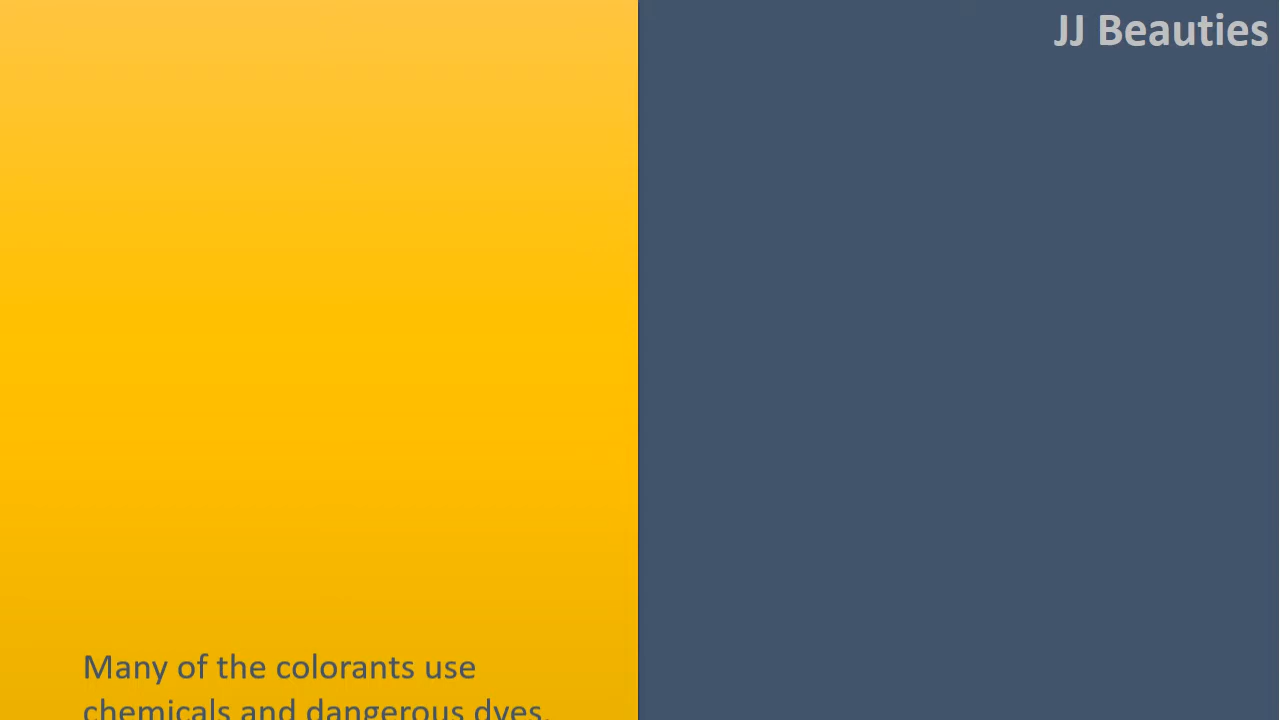 JJ Beauties
Many of the colorants use
chemicals and dangerous dyes.